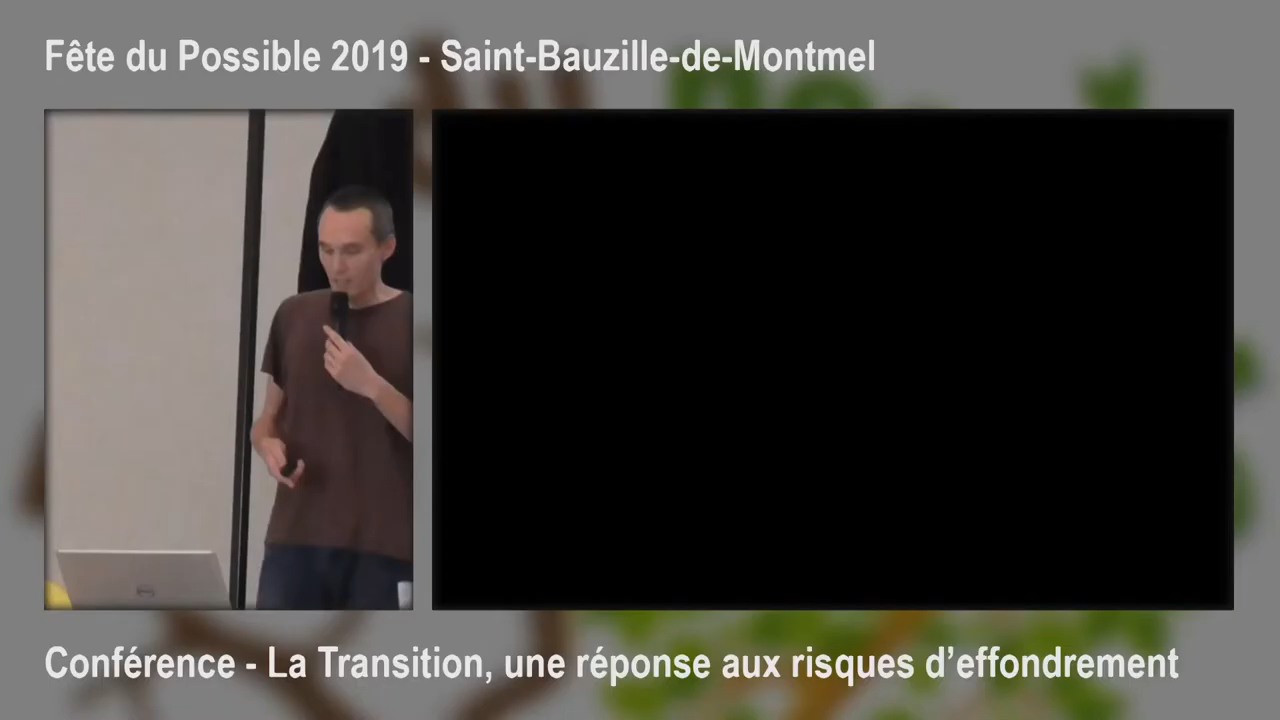 Fête du Possible 2019 - Saint-Bauzille-de-Montmel
Conférence - La Transition, une réponse aux risques d’effondrement